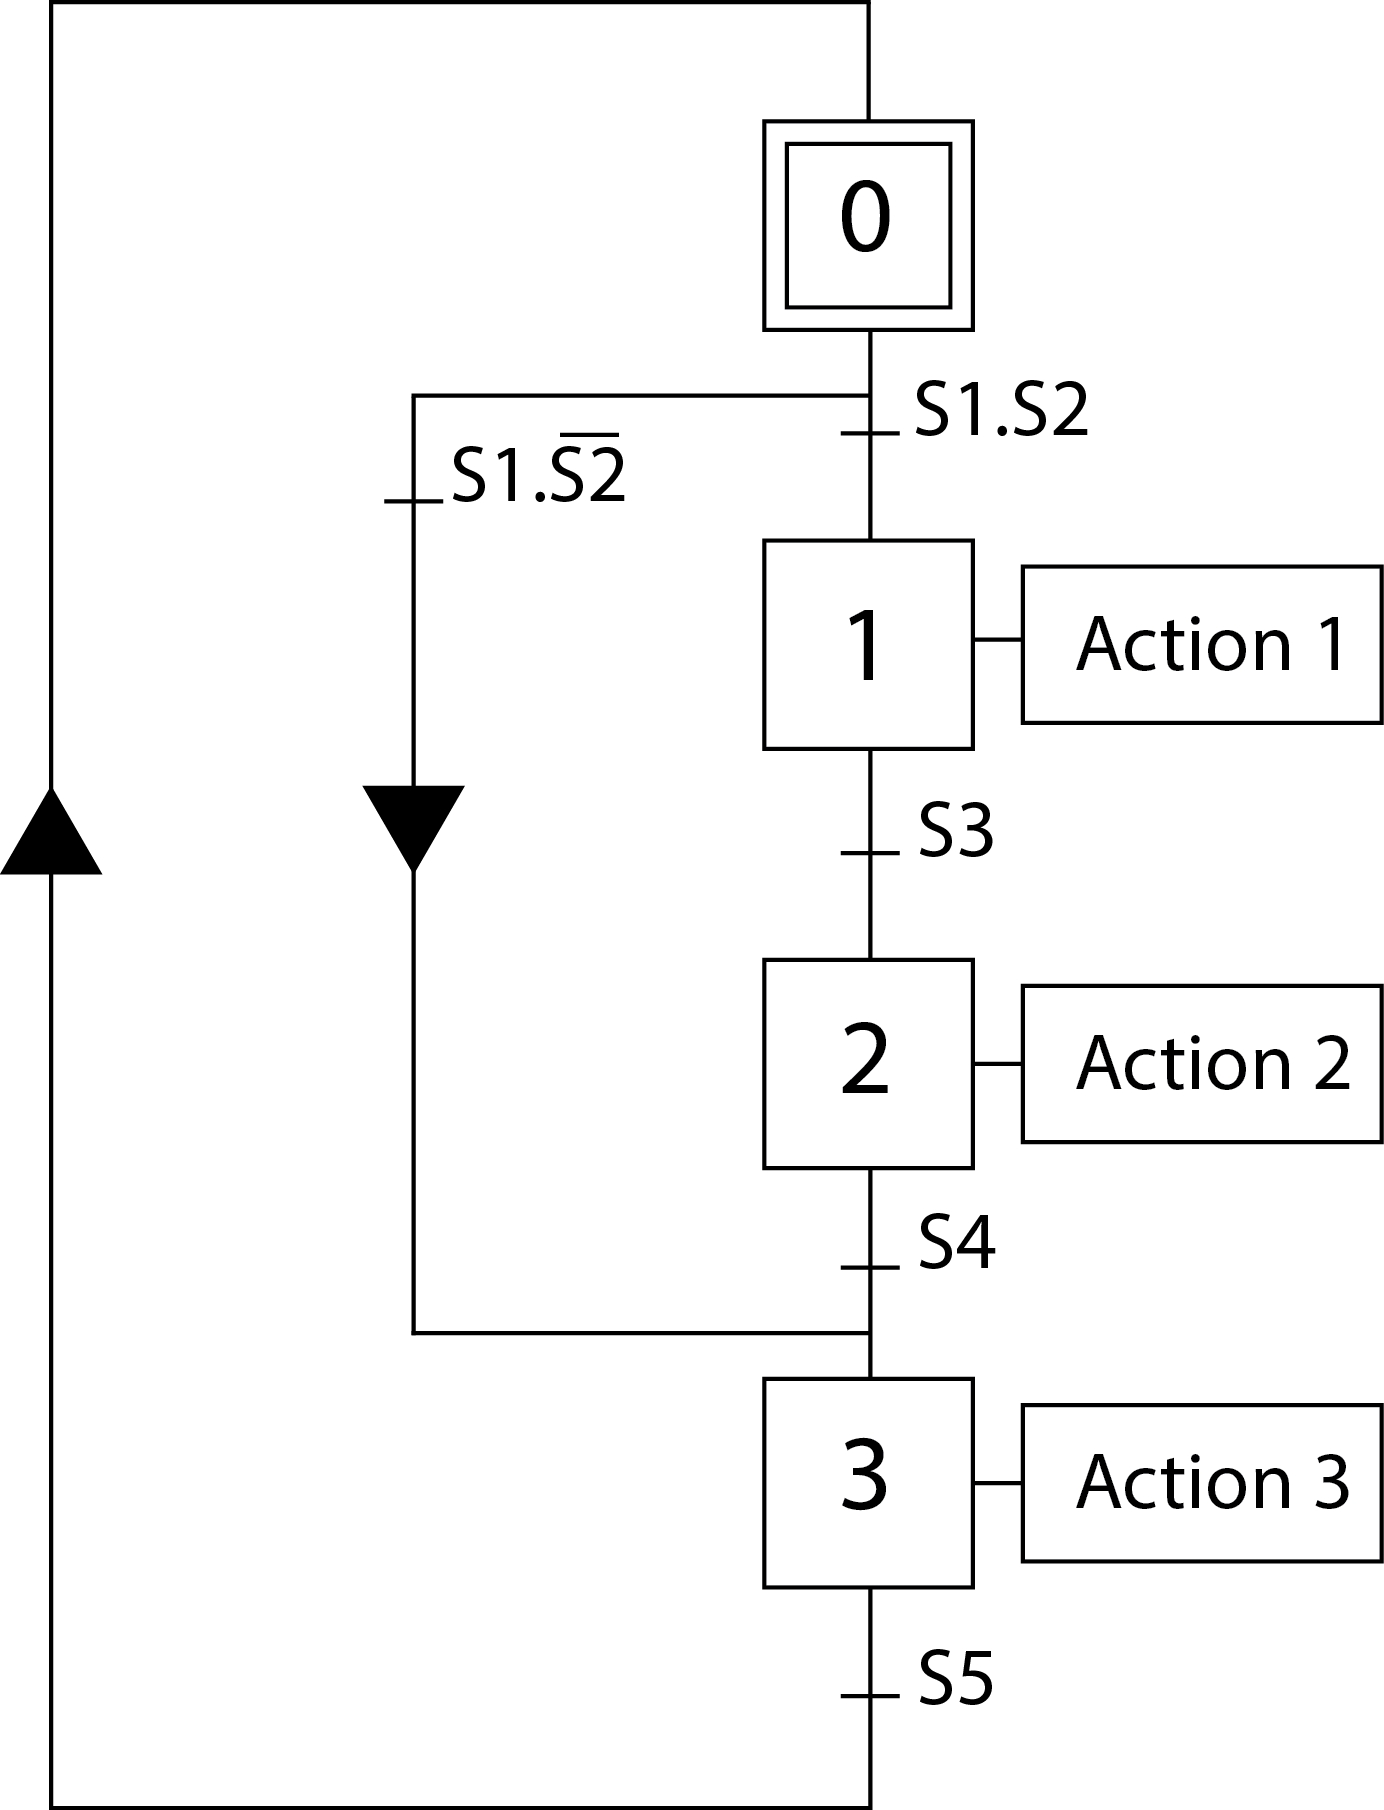 0
S1.S2
S1.S̅2̅
1
Action 1
S3
2
Action 2
S4
3
Action 3
S5